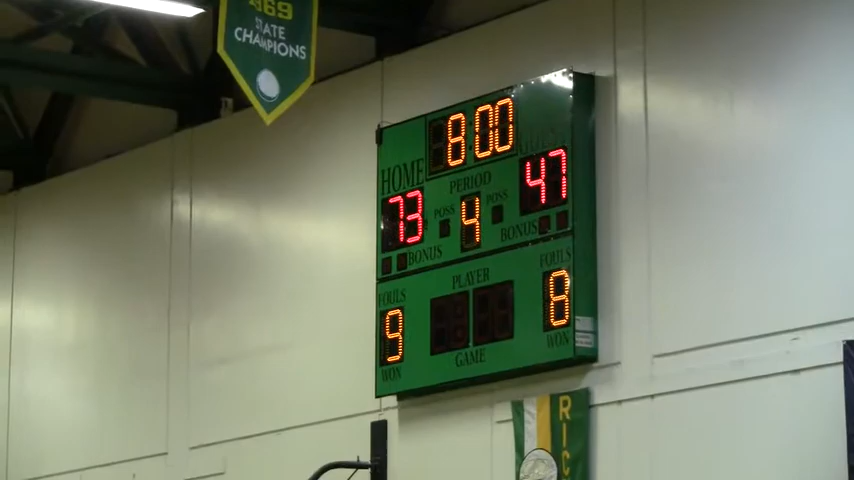 69
STATE
CHAMPIONS
8:00
HOME
73
47
PERIOD
POSS
4
POSS
BONUS
BONUS
PLAYER
FOULS
FOULS
9
8
GAME
WON
WON
RIC